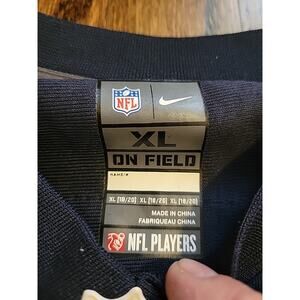 NFL
XL
ON FIELD
NAME/#
XL (18/20) XL (18/20) XL (18/20)
MADE IN CHINA
FABRIQUEAU CHINA
NFL PLAYERS